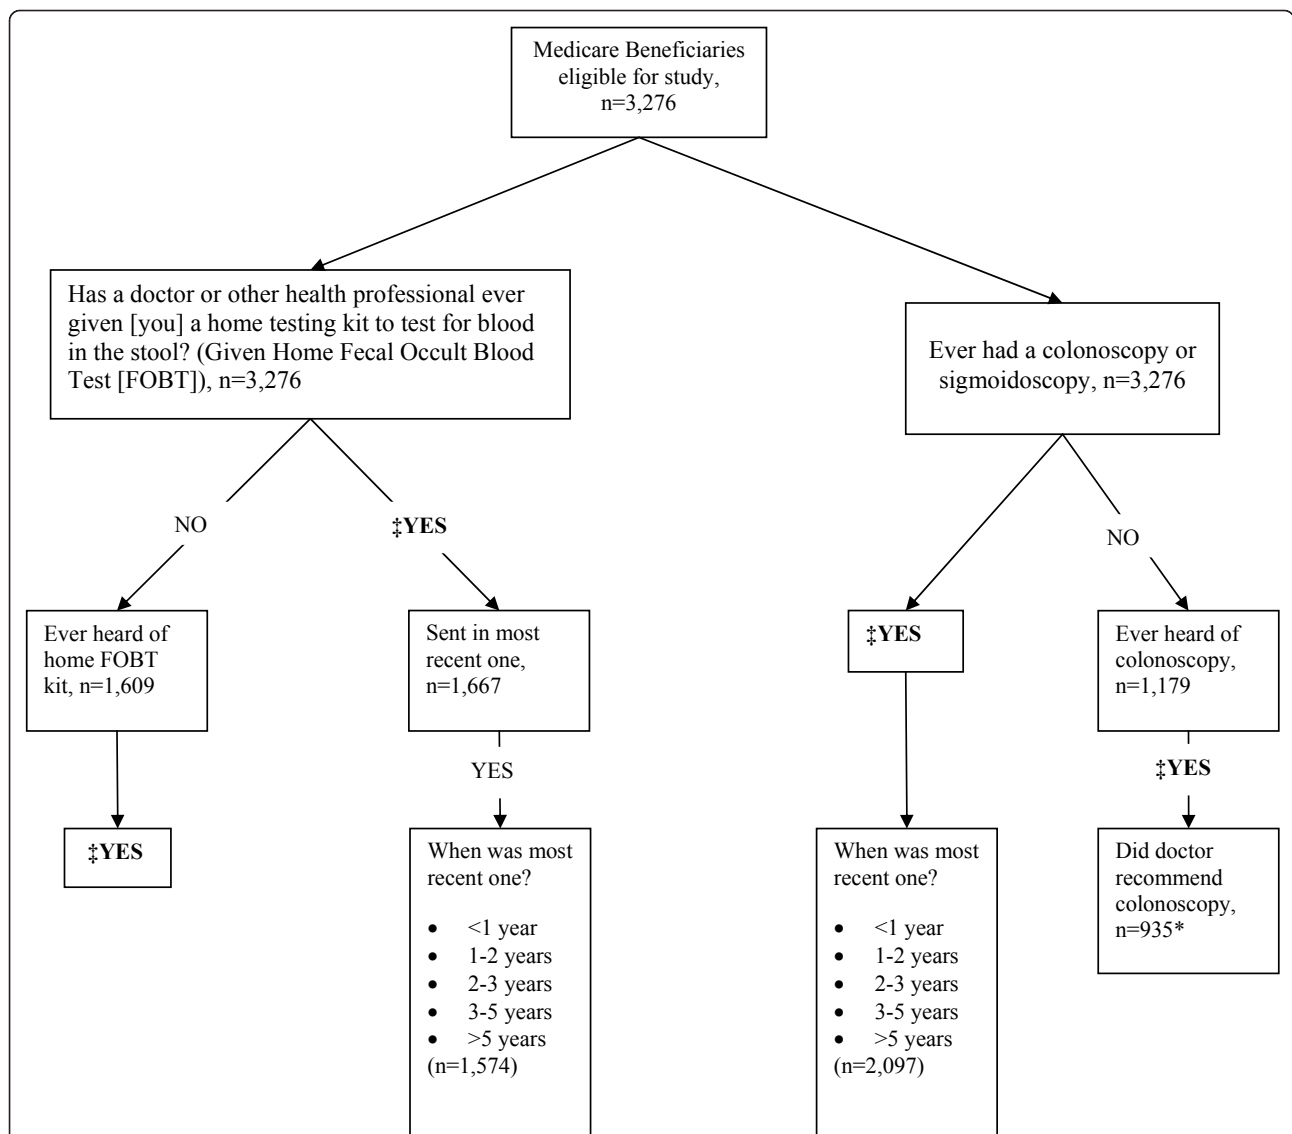 Medicare Beneficiaries
eligible for study,
n=3,276
Has a doctor or other health professional ever
given [you] a home testing kit to test for blood
in the stool? (Given Home Fecal Occult Blood
Test [FOBT]), n=3,276
Ever had a colonoscopy or
sigmoidoscopy, n=3,276
NO
‡YES
NO
Ever heard of
home FOBT
kit, n=1,609
Sent in most
recent one,
n=1,667
‡YES
Ever heard of
colonoscopy,
n=1,179
YES
‡YES
‡YES
When was most
recent one?
• <1 year
• 1-2 years
• 2-3 years
• 3-5 years
• >5 years
(n=1,574)
When was most
recent one?
• <1 year
• 1-2 years
• 2-3 years
• 3-5 years
• >5 years
(n=2,097)
Did doctor
recommend
colonoscopy,
n=935*